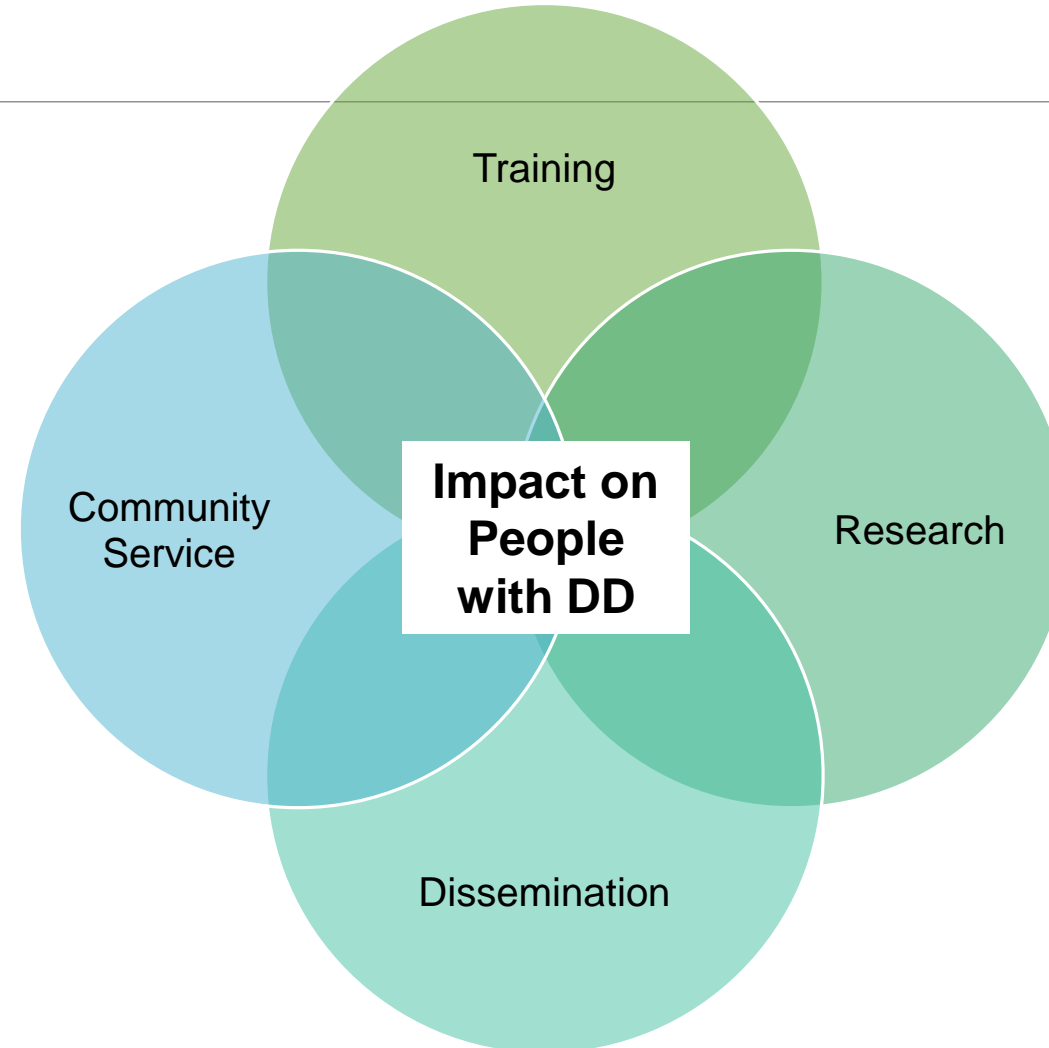 Training
Community
Service
Impact on
People
with DD
Research
Dissemination